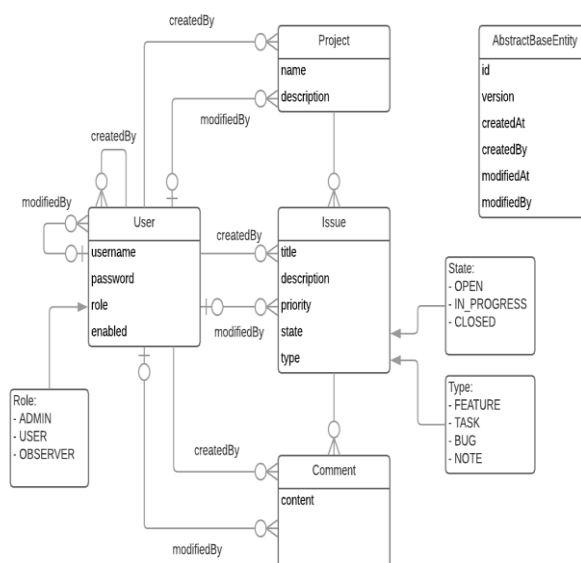 createdBy
Project
name
description
modifiedBy
AbstractBaseEntity
id
version
createdAt
createdBy
modifiedAt
modifiedBy
createdBy
modifiedBy
User
username
password
role
enabled
createdBy
modifiedBy
Issue
title
description
priority
state
type
State:
- OPEN
- IN_PROGRESS
- CLOSED
Type:
- FEATURE
- TASK
- BUG
- NOTE
Role:
- ADMIN
- USER
- OBSERVER
createdBy
Comment
content
modifiedBy